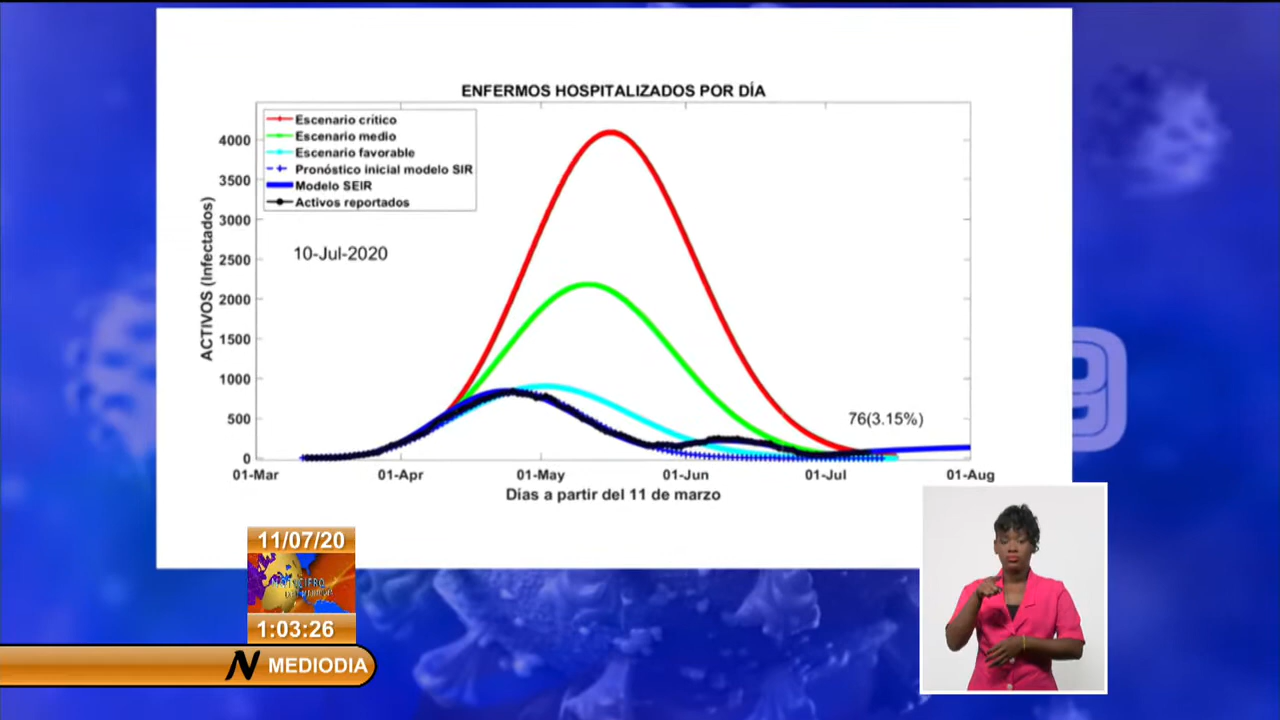 ENFERMOS HOSPITALIZADOS POR DÍA
Escenario crítico
Escenario medio
Escenario favorable
Pronóstico inicial modelo SIR
Modelo SEIR
Activos reportados
10-Jul-2020
ACTIVOS (Infectados)
4000
3500
3000
2500
2000
1500
1000
500
0
76(3.15%)
01-Mar 01-Apr 01-May 01-Jun 01-Jul 01-Aug
Días a partir del 11 de marzo
9
11/07/20
1:03:26
N MEDIODIA